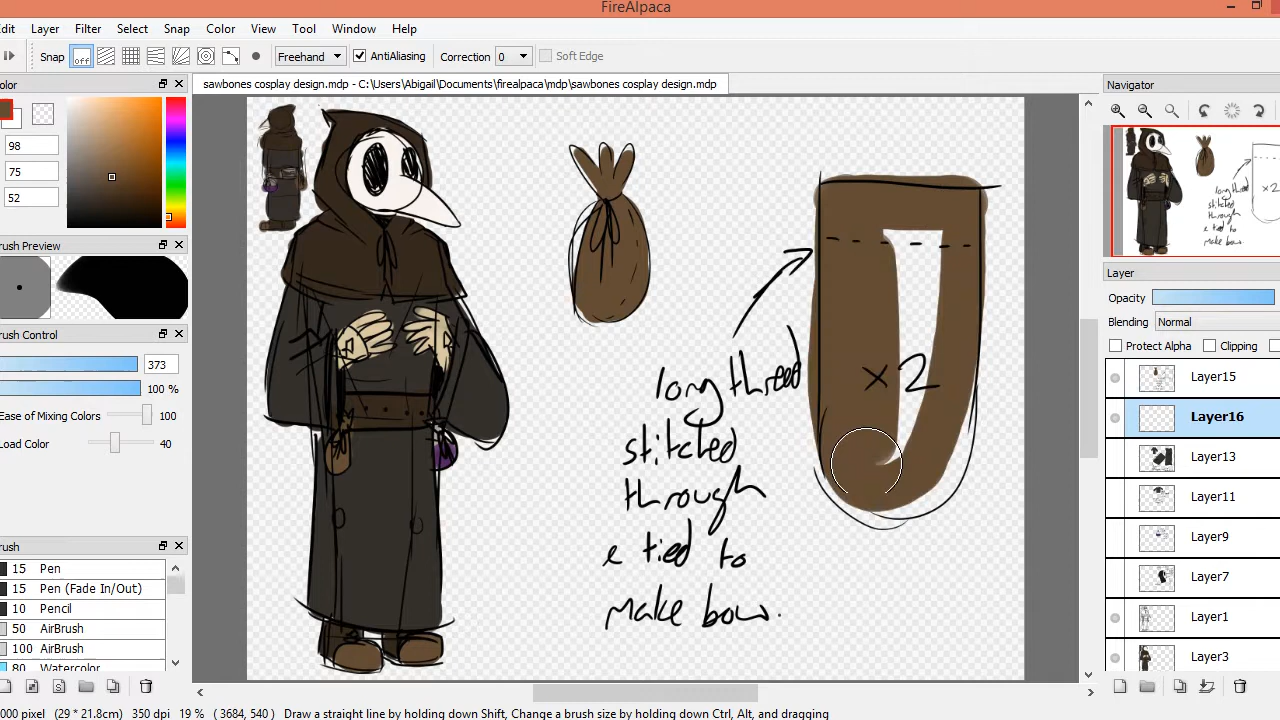 FireAlpaca
Edit Layer Filter Select Snap Color View Tool Window Help
Snap off Freehand AntiAliasing Correction 0 Soft Edge
sawbones cosplay design.mdp - C:\Users\Abigail\Documents\firealpaca\mdp\sawbones cosplay design.mdp
Color
98
75
52
Brush Preview
Brush Control
373
100 %
Ease of Mixing Colors 100
Load Color 40
Brush
15 Pen
15 Pen (Fade In/Out)
10 Pencil
50 AirBrush
100 AirBrush
80 Watercolor
long thread
stitched
through
e tied to
make bow.
x2
Navigator
Layer
Opacity
Blending Normal
Protect Alpha Clipping
Layer15
Layer16
Layer13
Layer11
Layer9
Layer7
Layer1
Layer3
000 pixel (29 * 21.8cm) 350 dpi 19 % ( 3684, 540 ) Draw a straight line by holding down Shift, Change a brush size by holding down Ctrl, Alt, and dragging